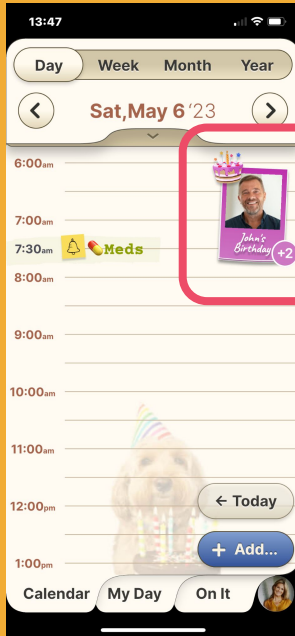 13:47
Day Week Month Year
Sat,May 6 '23
6:00am
7:00am
John's
Birthday +2
7:30am Meds
8:00am
9:00am
10:00am
11:00am
12:00pm ← Today
1:00pm + Add...
Calendar My Day On It